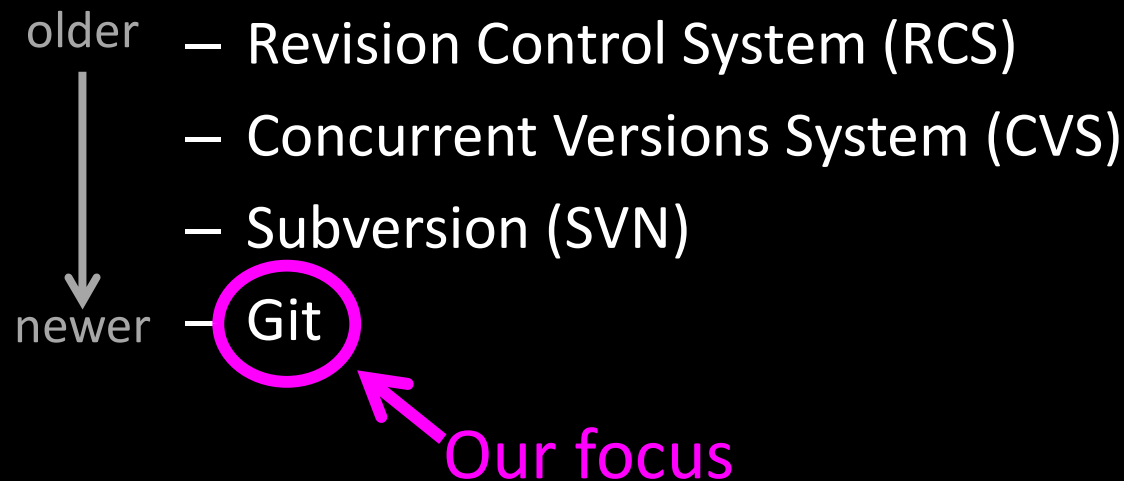 older
– Revision Control System (RCS)
– Concurrent Versions System (CVS)
– Subversion (SVN)
newer
– Git
Our focus